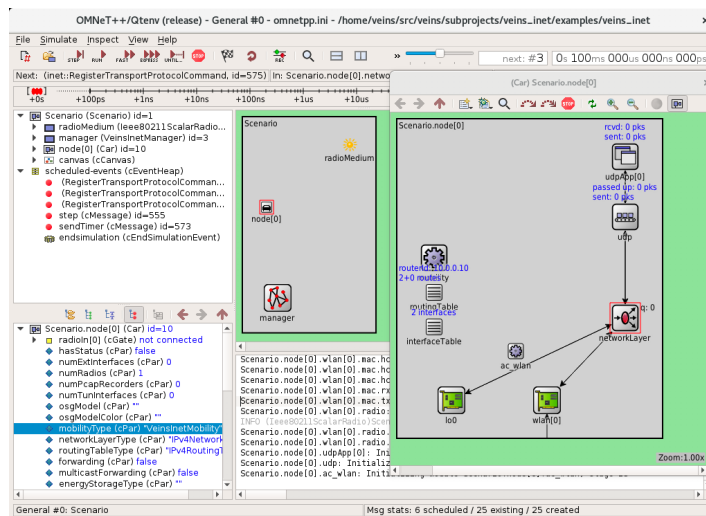 OMNeT++/Qtenv (release) - General #0 - omnetpp.ini - /home/veins/src/veins/subprojects/veins_inet/examples/veins_inet
File Simulate Inspect View Help
STEP RUN FAST EXPRESS UNTIL... STOP REC » next: #3 0s 100ms 000us 000ns 000ps
Next: (inet::RegisterTransportProtocolCommand, id=575) In: Scenario.node[0].netwo
+0s +100ps +1ns +10ns +100ns +1us +10us
Scenario (Scenario) id=1
radioMedium (Ieee80211ScalarRadio...
manager (VeinsInetManager) id=3
node[0] (Car) id=10
canvas (cCanvas)
scheduled-events (cEventHeap)
(RegisterTransportProtocolComman...
(RegisterTransportProtocolComman...
(RegisterTransportProtocolComman...
step (cMessage) id=555
sendTimer (cMessage) id=573
endsimulation (cEndSimulationEvent)
Scenario.node[0] (Car) id=10
radioIn[0] (cGate) not connected
hasStatus (cPar) false
numExtInterfaces (cPar) 0
numRadios (cPar) 1
numPcapRecorders (cPar) 0
numTunInterfaces (cPar) 0
osgModel (cPar) ""
osgModelColor (cPar) ""
mobilityType (cPar) "VeinsInetMobility"
networkLayerType (cPar) "IPv4Network
routingTableType (cPar) "IPv4RoutingT
forwarding (cPar) false
multicastForwarding (cPar) false
energyStorageType (cPar) ""
Scenario
radioMedium
node[0]
manager
Scenario.node[0].wlan[0].mac.hc
Scenario.node[0].wlan[0].mac.hc
Scenario.node[0].wlan[0].mac.hc
Scenario.node[0].wlan[0].mac.rx
Scenario.node[0].wlan[0].mac.tx
Scenario.node[0].wlan[0].radio:
INFO (Ieee80211ScalarRadio)Scen
Scenario.node[0].wlan[0].radio.
Scenario.node[0].wlan[0].radio.
Scenario.node[0].udpApp[0]: Ini
Scenario.node[0].udp: Initializ
(Car) Scenario.node[0]
STOP
Scenario.node[0]
rcvd: 0 pks
sent: 0 pks
udpApp[0]
passed up: 0 pks
sent: 0 pks
udp
2+0 routes
routingTable
2 interfaces
interfaceTable
q: 0
networkLayer
ac_wlan
lo0
wlan[0]
Zoom:1.00x
General #0: Scenario
Msg stats: 6 scheduled / 25 existing / 25 created